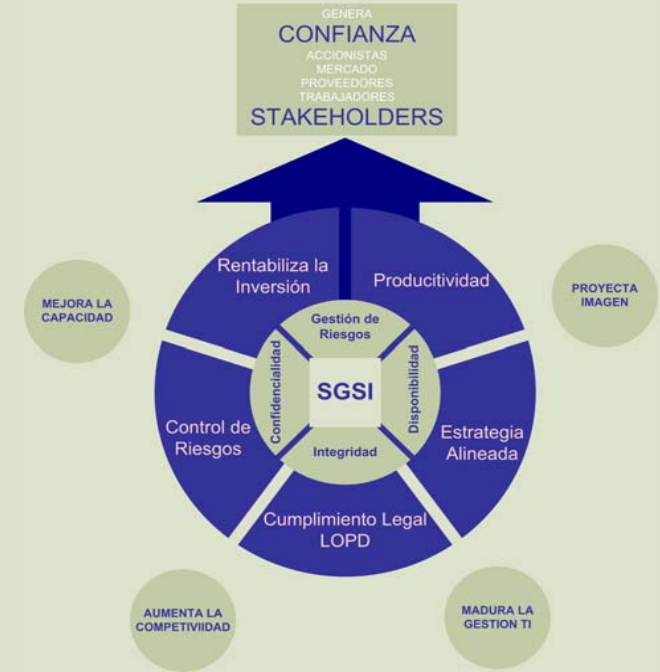 GENERA
CONFIANZA
ACCIONISTAS
MERCADO
PROVEEDORES
TRABAJADORES
STAKEHOLDERS
Rentabiliza la
Inversión
Producitividad
MEJORA LA
CAPACIDAD
PROYECTA
IMAGEN
Gestión de
Riesgos
Confidencialidad
SGSI
Disponibilidad
Integridad
Control de
Riesgos
Estrategia
Alineada
Cumplimiento Legal
LOPD
AUMENTA LA
COMPETIVIIDAD
MADURA LA
GESTION TI